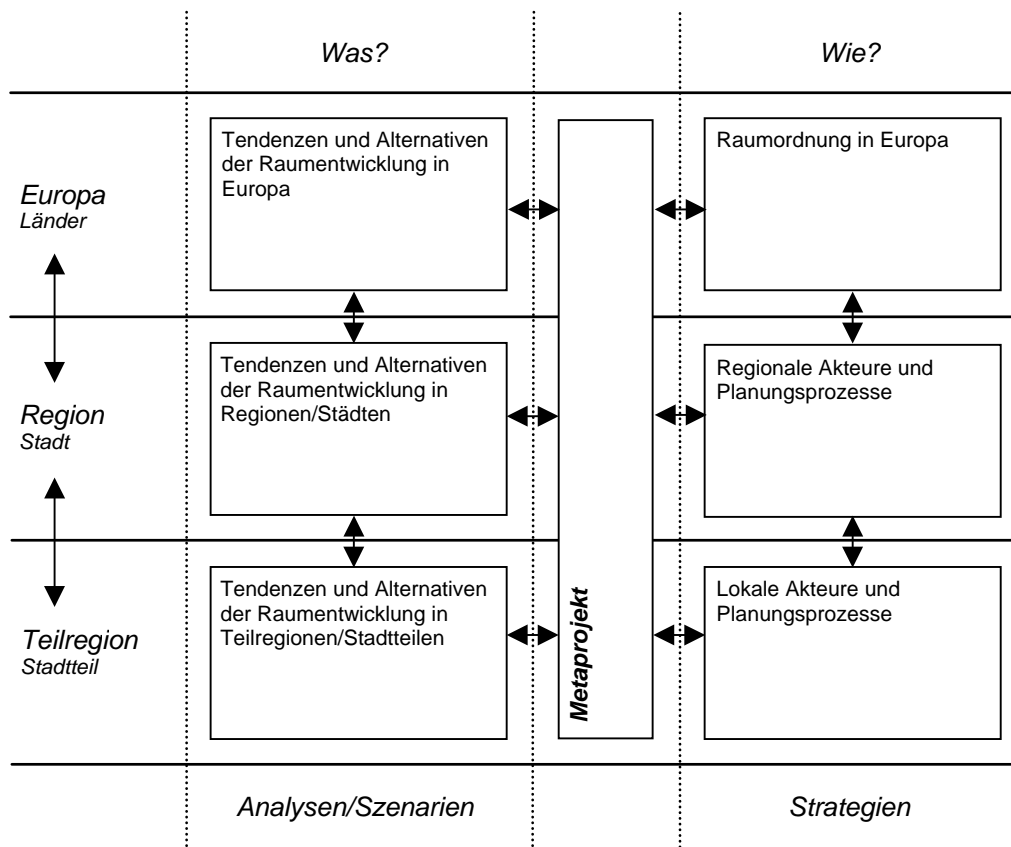 Was?
Wie?
Europa
Länder
Tendenzen und Alternativen
der Raumentwicklung in
Europa
Raumordnung in Europa
Region
Stadt
Tendenzen und Alternativen
der Raumentwicklung in
Regionen/Städten
Regionale Akteure und
Planungsprozesse
Teilregion
Stadtteil
Tendenzen und Alternativen
der Raumentwicklung in
Teilregionen/Stadtteilen
Metaprojekt
Lokale Akteure und
Planungsprozesse
Analysen/Szenarien
Strategien